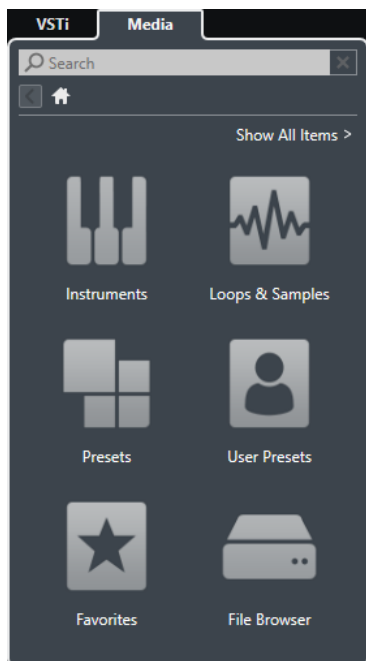 VSTi Media
Search
Show All Items >
Instruments Loops & Samples
Presets User Presets
Favorites File Browser